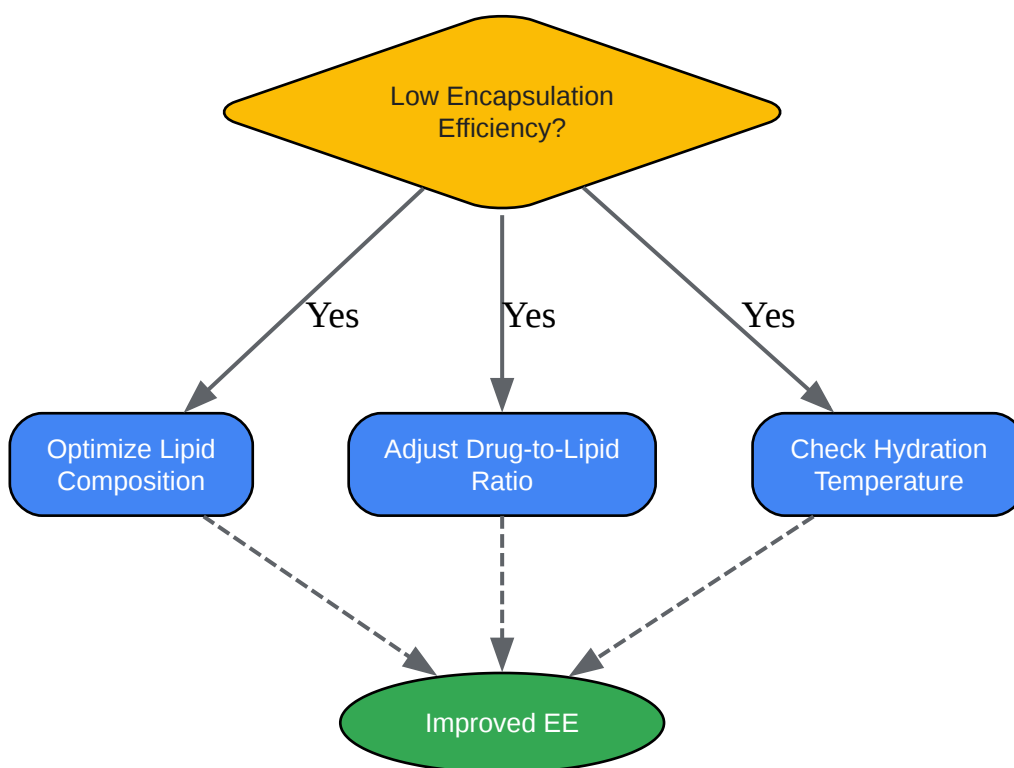 Low Encapsulation
Efficiency?
Yes
Yes
Yes
Optimize Lipid
Composition
Adjust Drug-to-Lipid
Ratio
Check Hydration
Temperature
Improved EE